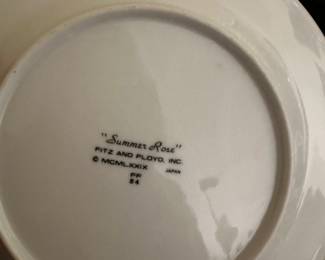 "Summer Rose"
FITZ AND FLOYD, INC.
© MCMLXXIX JAPAN
FF
84